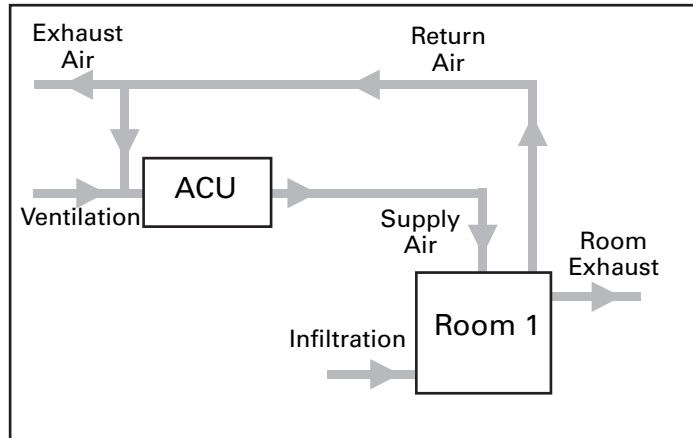 Exhaust
Air
Return
Air
ACU
Ventilation
Supply
Air
Room
Exhaust
Room 1
Infiltration